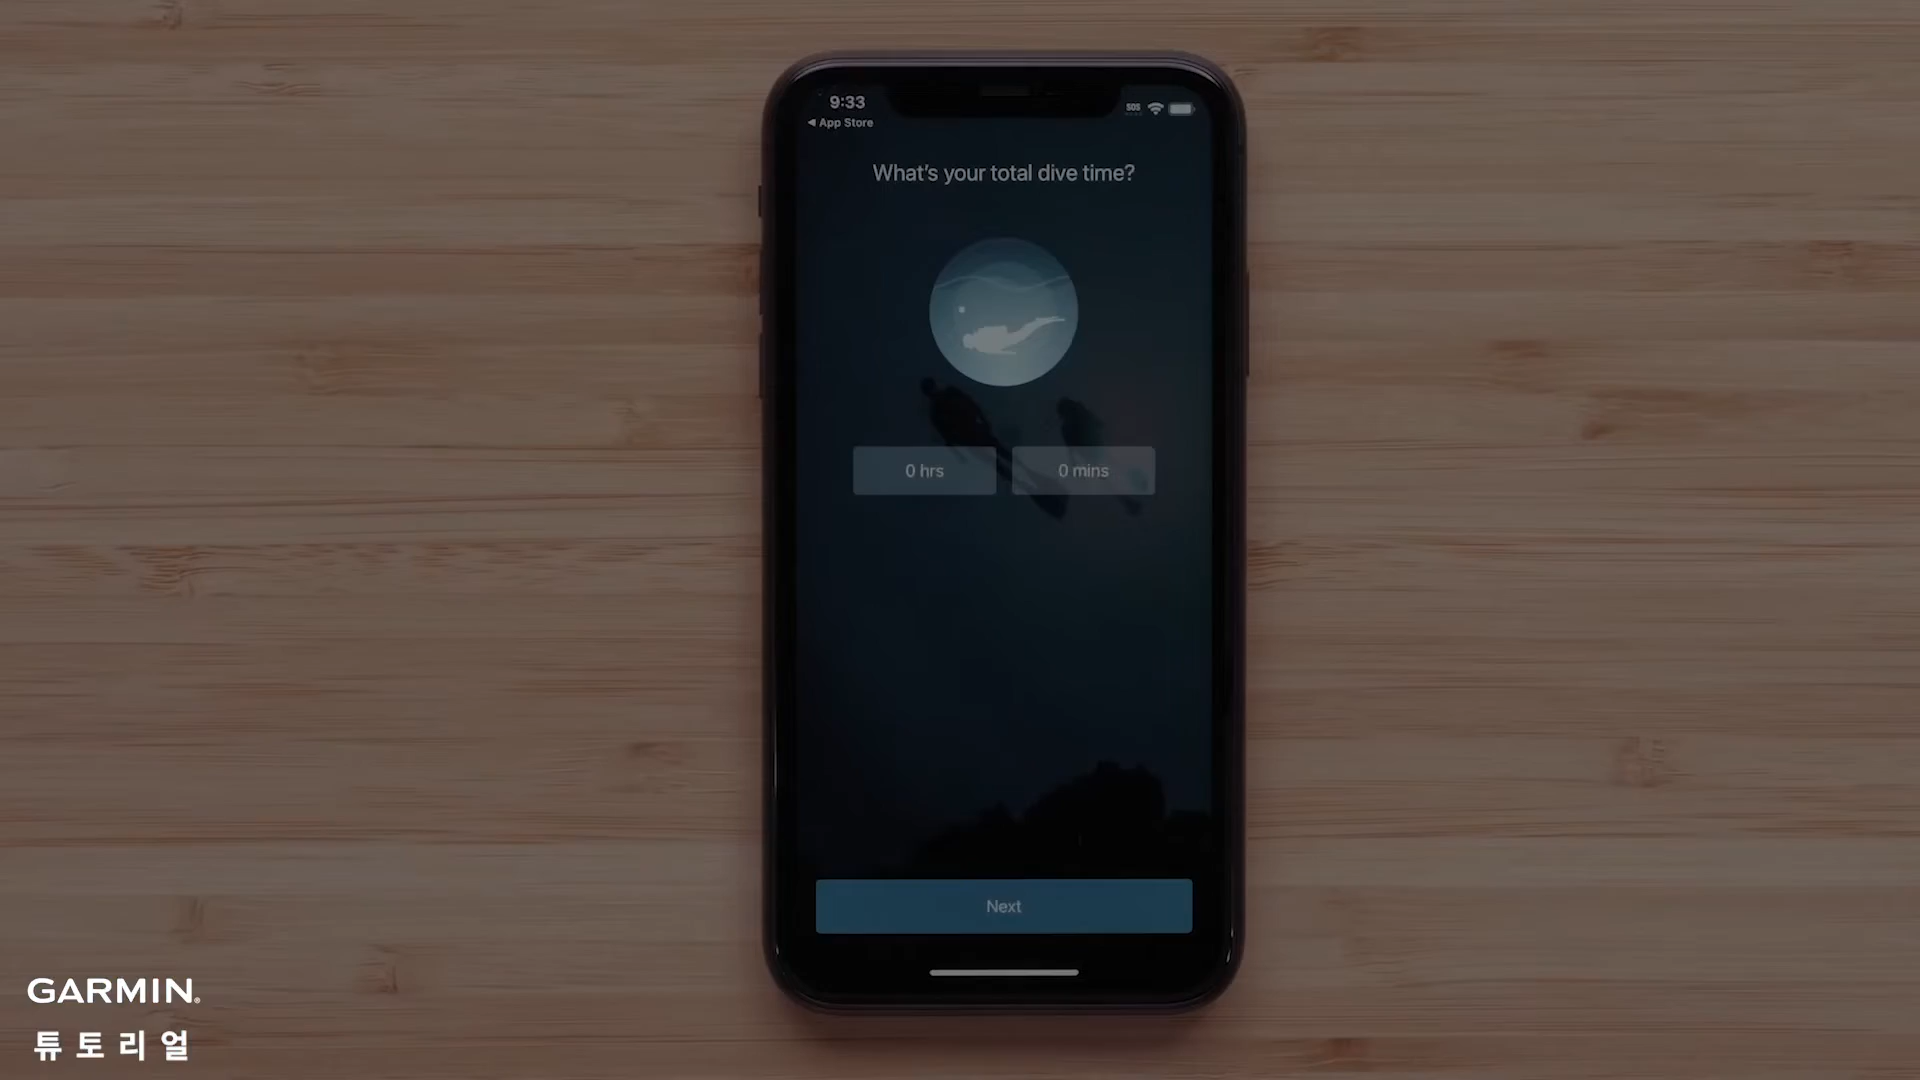 9:33
SOS
◀ App Store
What's your total dive time?
0 hrs
0 mins
Next
GARMIN.
튜토리얼